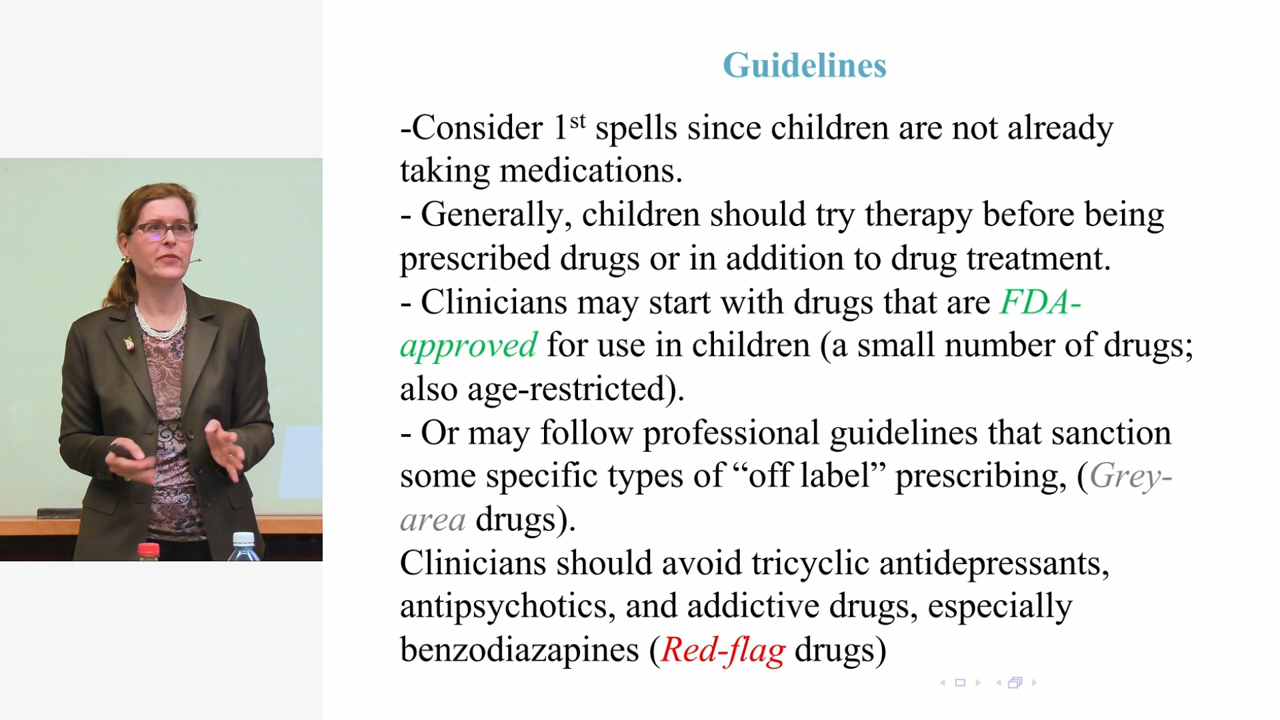 Guidelines
-Consider 1st spells since children are not already
taking medications.
- Generally, children should try therapy before being
prescribed drugs or in addition to drug treatment.
- Clinicians may start with drugs that are FDA-
approved for use in children (a small number of drugs;
also age-restricted).
- Or may follow professional guidelines that sanction
some specific types of “off label” prescribing, (Grey-
area drugs).
Clinicians should avoid tricyclic antidepressants,
antipsychotics, and addictive drugs, especially
benzodiazapines (Red-flag drugs)